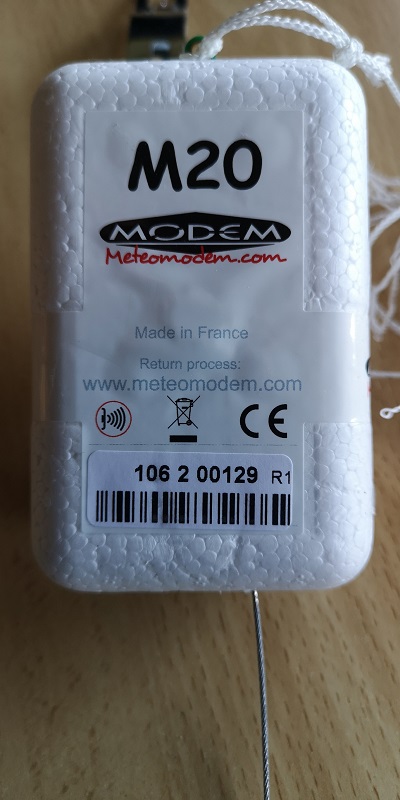 M20
MODEM
Meteomodem.com
Made in France
Return process:
www.meteomodem.com
CE
106 2 00129 R1